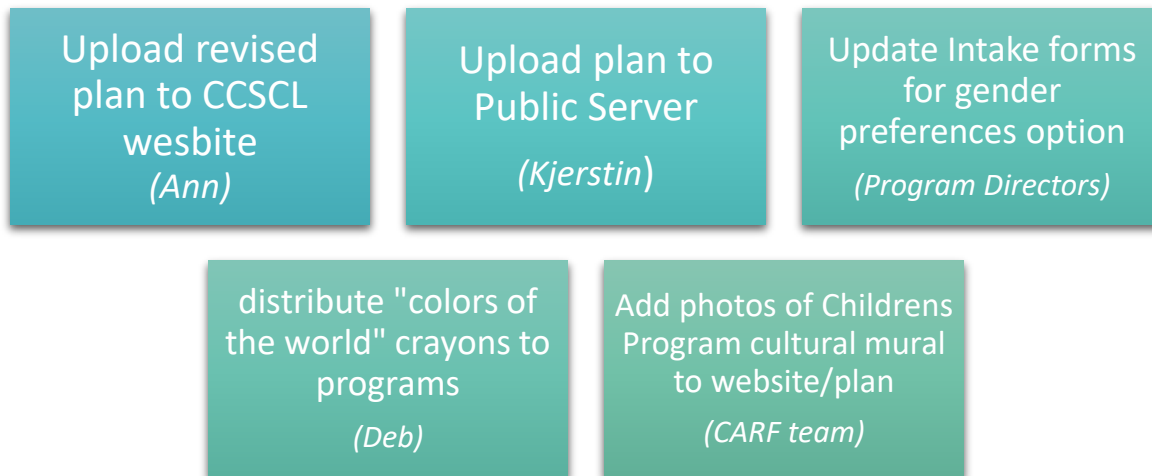 Upload revised
plan to CCSCL
wesbite
(Ann)
Upload plan to
Public Server
(Kjerstin)
Update Intake forms
for gender
preferences option
(Program Directors)
distribute "colors of
the world" crayons to
programs
(Deb)
Add photos of Childrens
Program cultural mural
to website/plan
(CARF team)